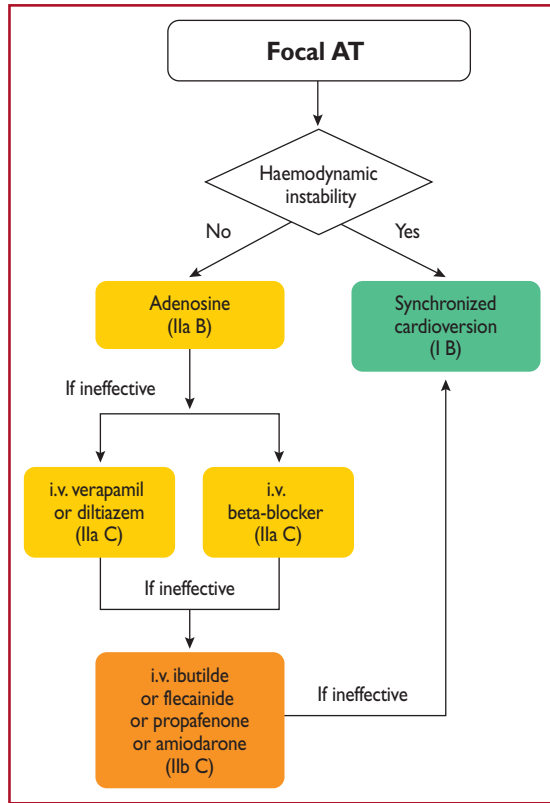 Focal AT
Haemodynamic
instability
No
Yes
Adenosine
(IIa B)
Synchronized
cardioversion
(I B)
If ineffective
i.v. verapamil
or diltiazem
(IIa C)
i.v.
beta-blocker
(IIa C)
If ineffective
i.v. ibutilde
or flecainide
or propafenone
or amiodarone
(IIb C)
If ineffective